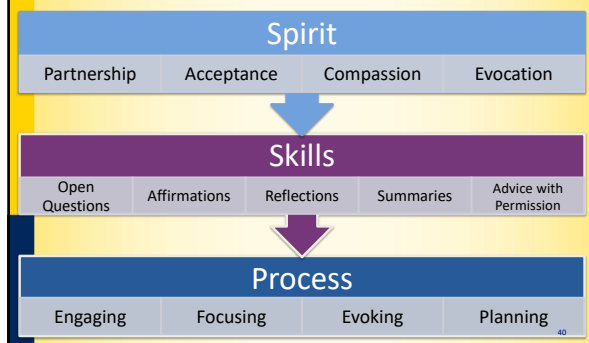 Spirit
Partnership Acceptance Compassion Evocation
Skills
Open Questions Affirmations Reflections Summaries Advice with Permission
Process
Engaging Focusing Evoking Planning
40